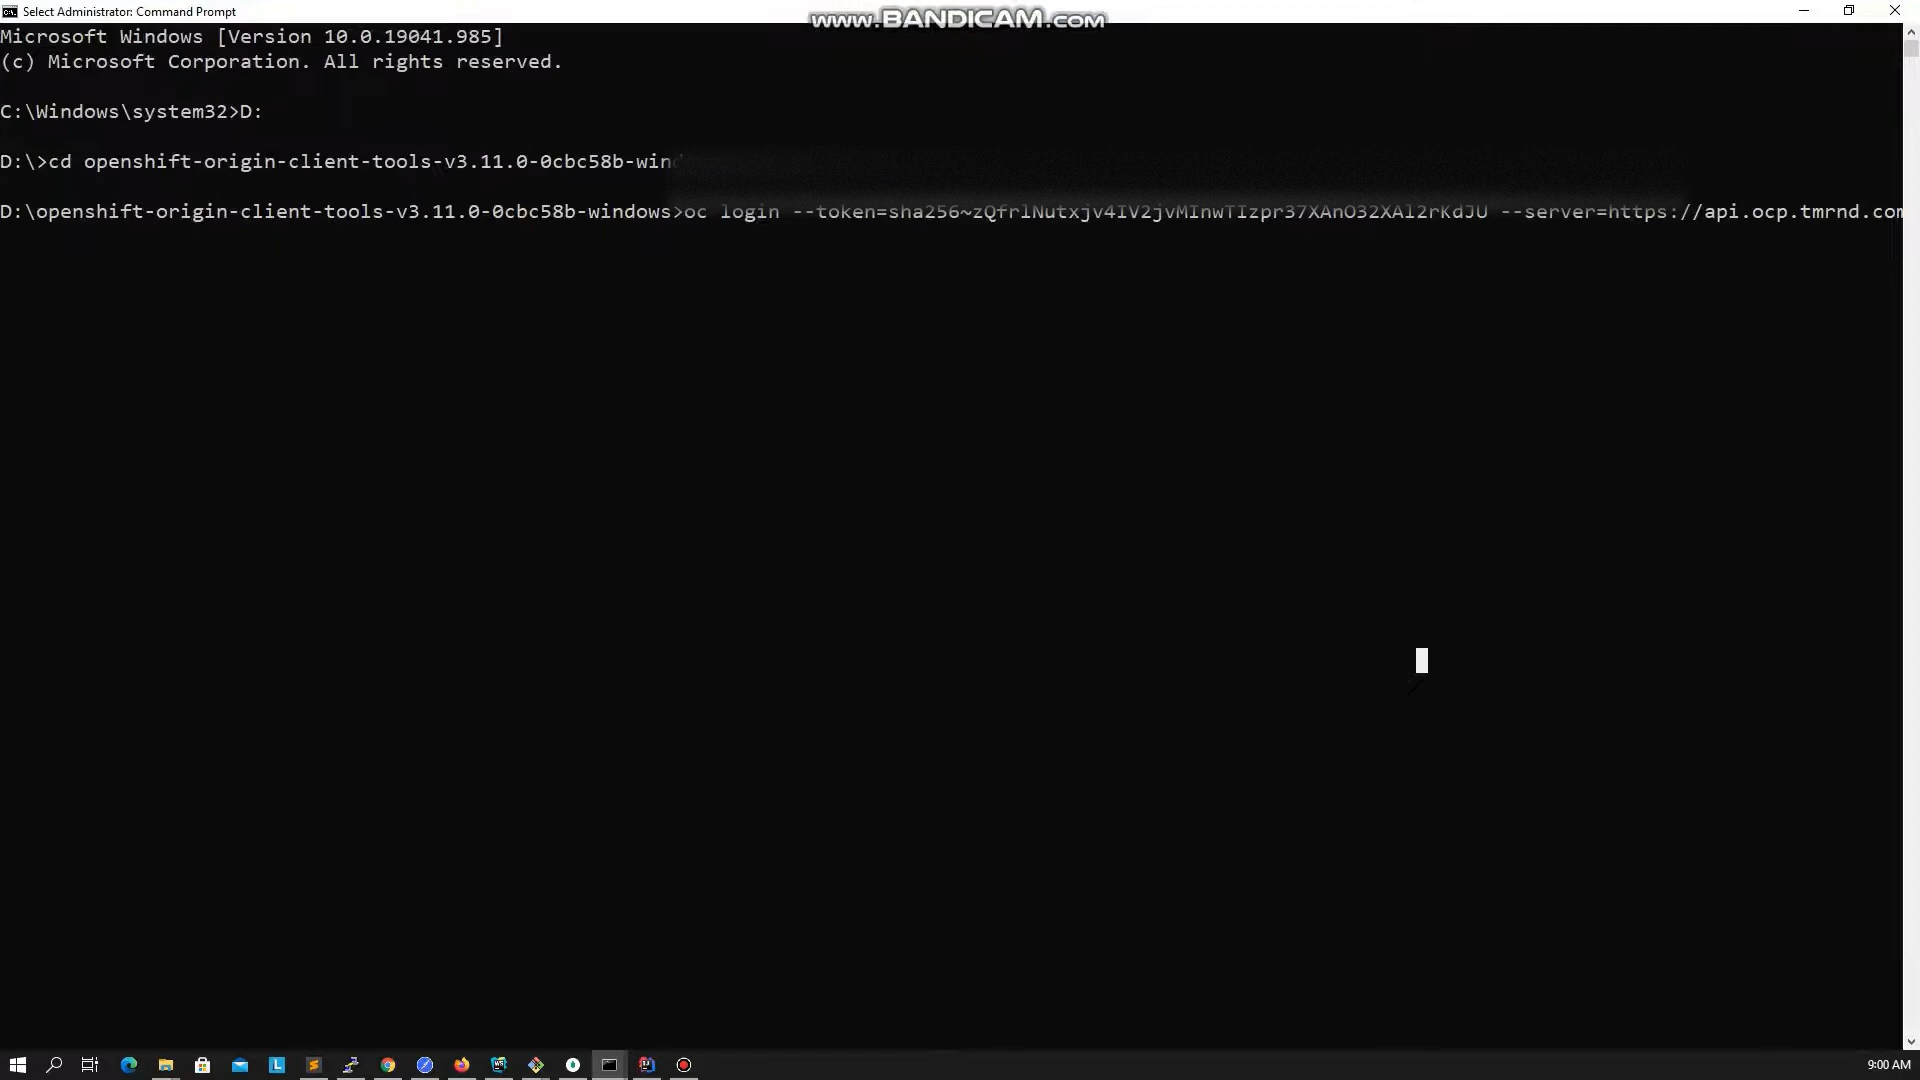 Select Administrator: Command Prompt
www.BANDICAM.com
Microsoft Windows [Version 10.0.19041.985]
(c) Microsoft Corporation. All rights reserved.
C:\Windows\system32>D:
D:\>cd openshift-origin-client-tools-v3.11.0-0cbc58b-wind
D:\openshift-origin-client-tools-v3.11.0-0cbc58b-windows>oc login --server=https://api.ocp.tmrnd.com
9:00 AM